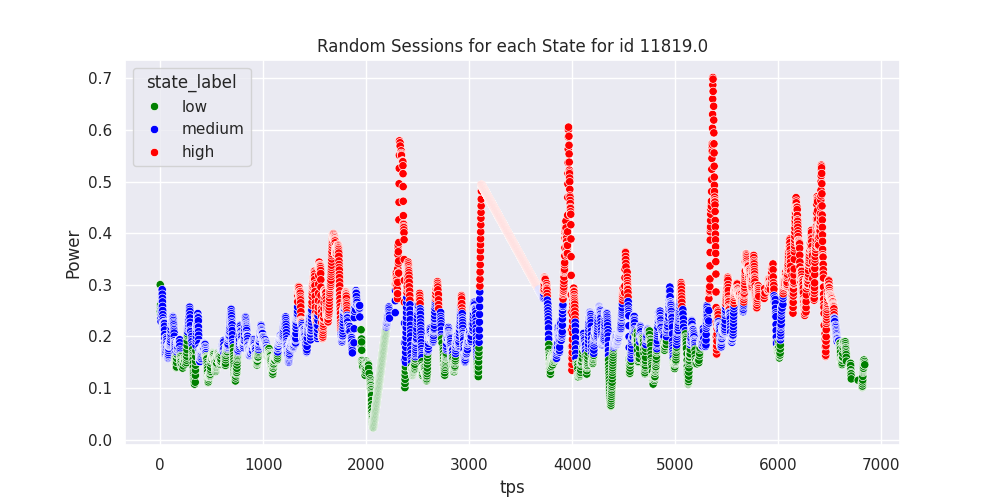 Random Sessions for each State for id 11819.0
state_label
low
medium
high
Power
0.7
0.6
0.5
0.4
0.3
0.2
0.1
0.0
0 1000 2000 3000 4000 5000 6000 7000
tps